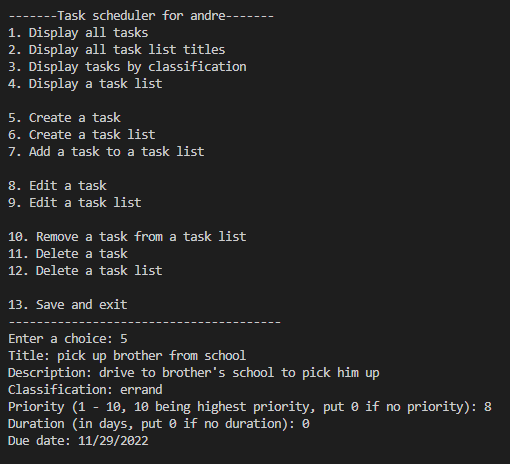 -------Task scheduler for andre-------
1. Display all tasks
2. Display all task list titles
3. Display tasks by classification
4. Display a task list
5. Create a task
6. Create a task list
7. Add a task to a task list
8. Edit a task
9. Edit a task list
10. Remove a task from a task list
11. Delete a task
12. Delete a task list
13. Save and exit
---------------------------------------
Enter a choice: 5
Title: pick up brother from school
Description: drive to brother's school to pick him up
Classification: errand
Priority (1 - 10, 10 being highest priority, put 0 if no priority): 8
Duration (in days, put 0 if no duration): 0
Due date: 11/29/2022